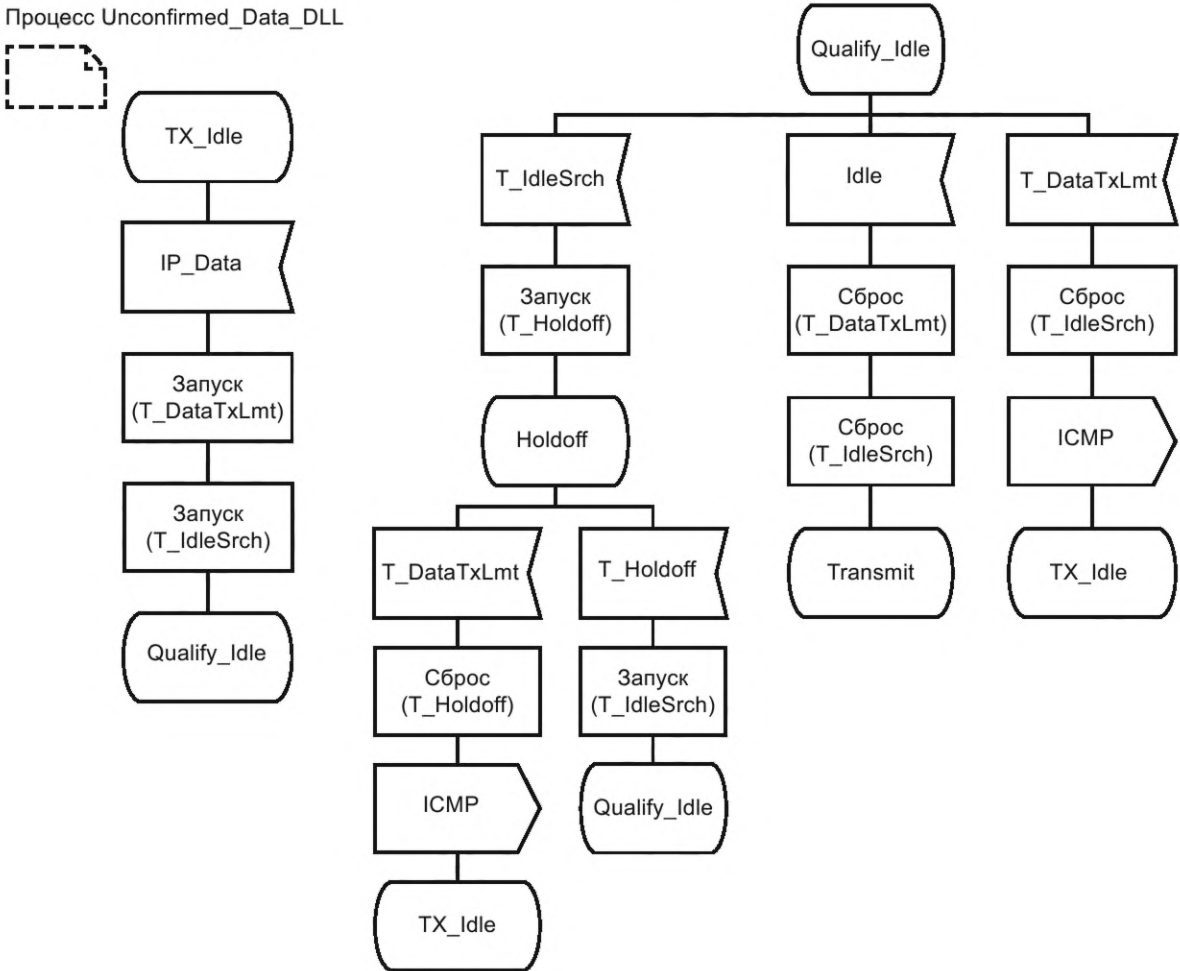 Процесс Unconfirmed_Data_DLL
TX_Idle
IP_Data
Запуск
(T_DataTxLmt)
Запуск
(T_IdleSrch)
Qualify_Idle
Qualify_Idle
T_IdleSrch
Запуск
(T_Holdoff)
Holdoff
T_DataTxLmt
Сброс
(T_Holdoff)
ICMP
TX_Idle
T_Holdoff
Запуск
(T_IdleSrch)
Qualify_Idle
Idle
Сброс
(T_DataTxLmt)
Сброс
(T_IdleSrch)
Transmit
T_DataTxLmt
Сброс
(T_IdleSrch)
ICMP
TX_Idle